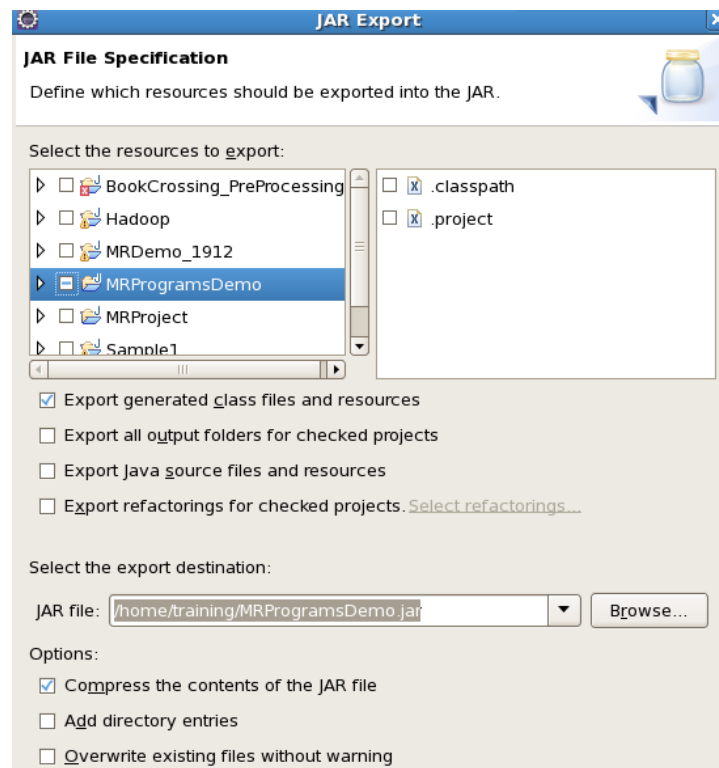 JAR Export
JAR File Specification
Define which resources should be exported into the JAR.
Select the resources to export:
BookCrossing_PreProcessing
Hadoop
MRDemo_1912
MRProgramsDemo
MRProject
Sample1
.classpath
.project
Export generated class files and resources
Export all output folders for checked projects
Export Java source files and resources
Export refactorings for checked projects. Select refactorings...
Select the export destination:
JAR file: /home/training/MRProgramsDemo.jar Browse...
Options:
Compress the contents of the JAR file
Add directory entries
Overwrite existing files without warning